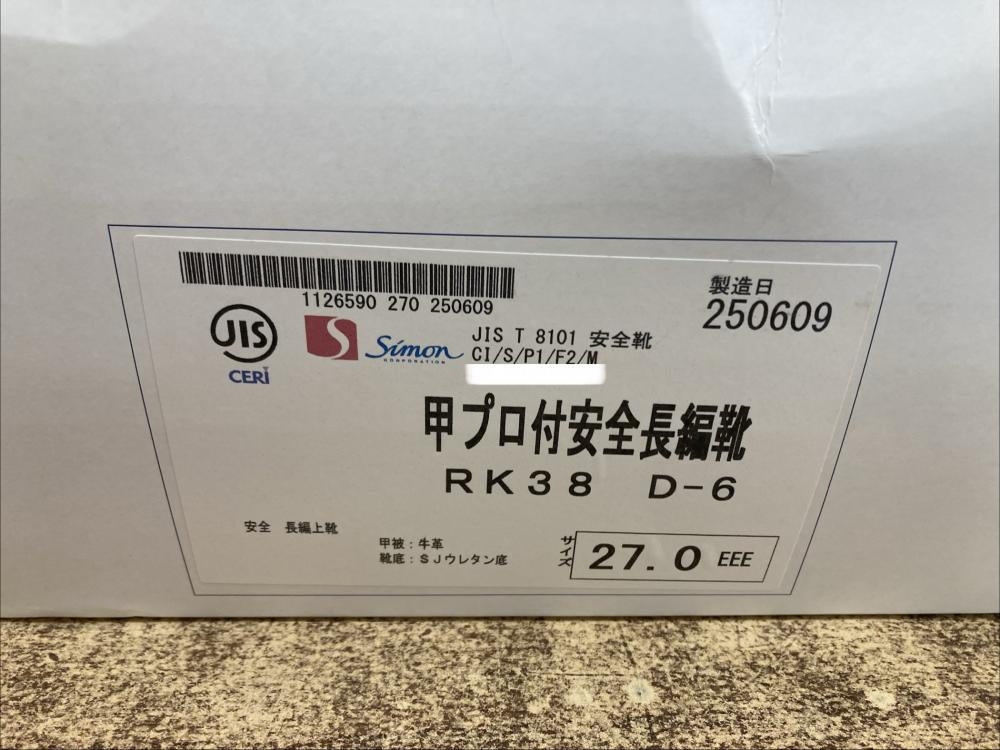 1126590 270 250609
製造日
250609
JIS
CERI
S
Simon
CORPORATION
JIS T 8101 安全靴
CI/S/P1/F2/M
甲プロ付安全長編靴
RK38 D-6
安全 長編上靴
甲被：牛革
靴底：SJウレタン底
サイズ
27.0 EEE